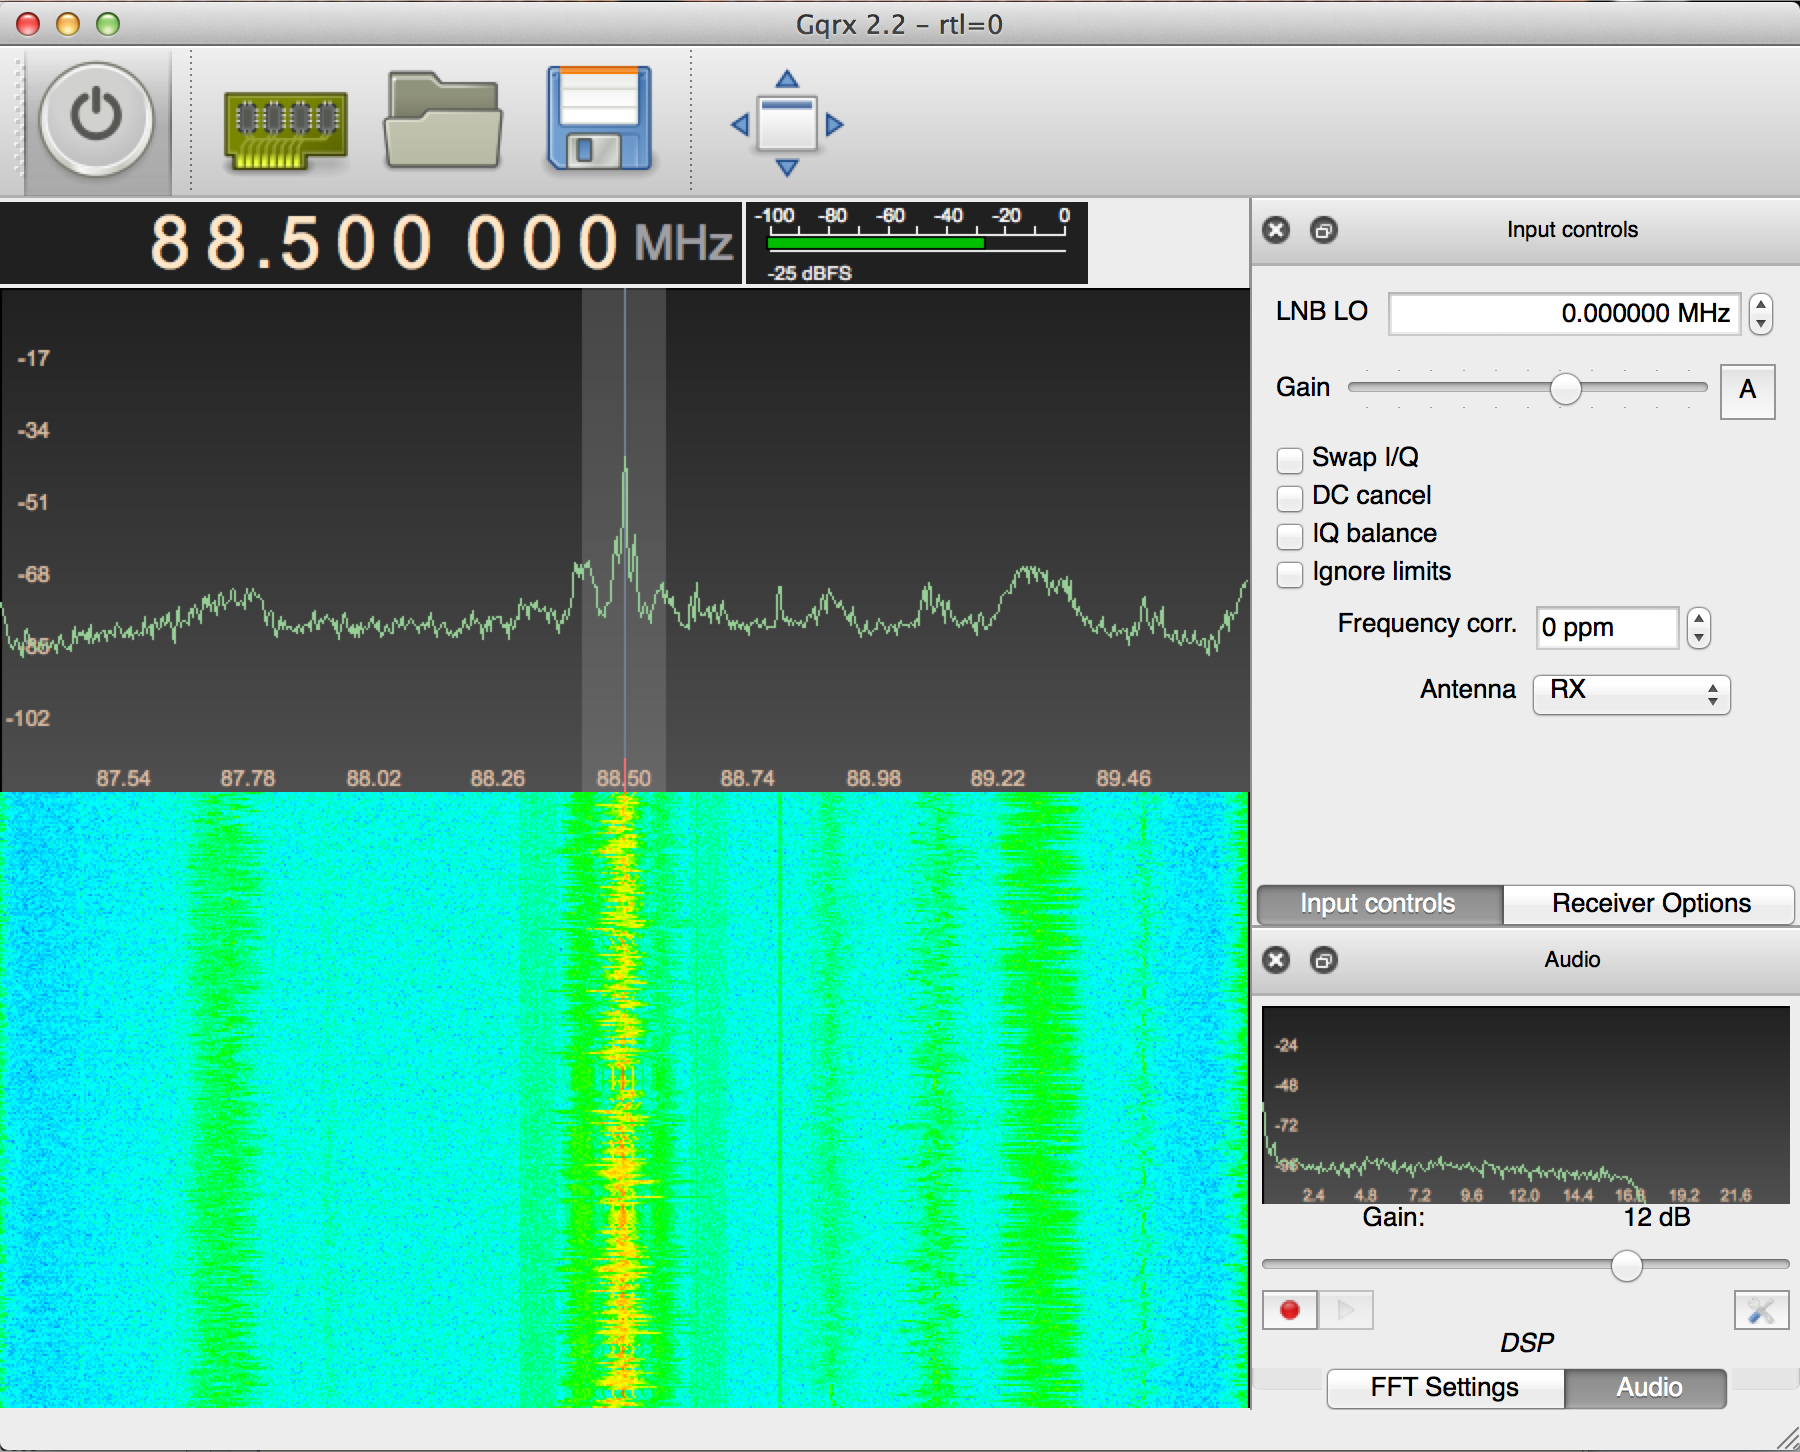 Gqrx 2.2 - rtl=0
88.500 000 MHz
-100 -80 -60 -40 -20 0
-25 dBFS
-17
-34
-51
-68
-85
-102
87.54 87.78 88.02 88.26 88.50 88.74 88.98 89.22 89.46
Input controls
LNB LO 0.000000 MHz
Gain A
Swap I/Q
DC cancel
IQ balance
Ignore limits
Frequency corr. 0 ppm
Antenna RX
Input controls Receiver Options
Audio
-24
-48
-72
-96
2.4 4.8 7.2 9.6 12.0 14.4 16.8 19.2 21.6
Gain: 12 dB
DSP
FFT Settings Audio